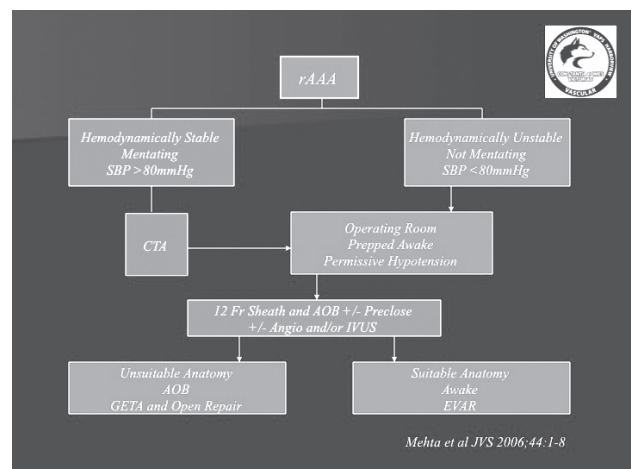 rAAA
Hemodynamically Stable
Mentating
SBP >80mmHg
Hemodynamically Unstable
Not Mentating
SBP <80mmHg
CTA
Operating Room
Prepped Awake
Permissive Hypotension
12 Fr Sheath and AOB +/- Preclose
+/- Angio and/or IVUS
Unsuitable Anatomy
AOB
GETA and Open Repair
Suitable Anatomy
Awake
EVAR
Mehta et al JVS 2006;44:1-8
VASCULAR